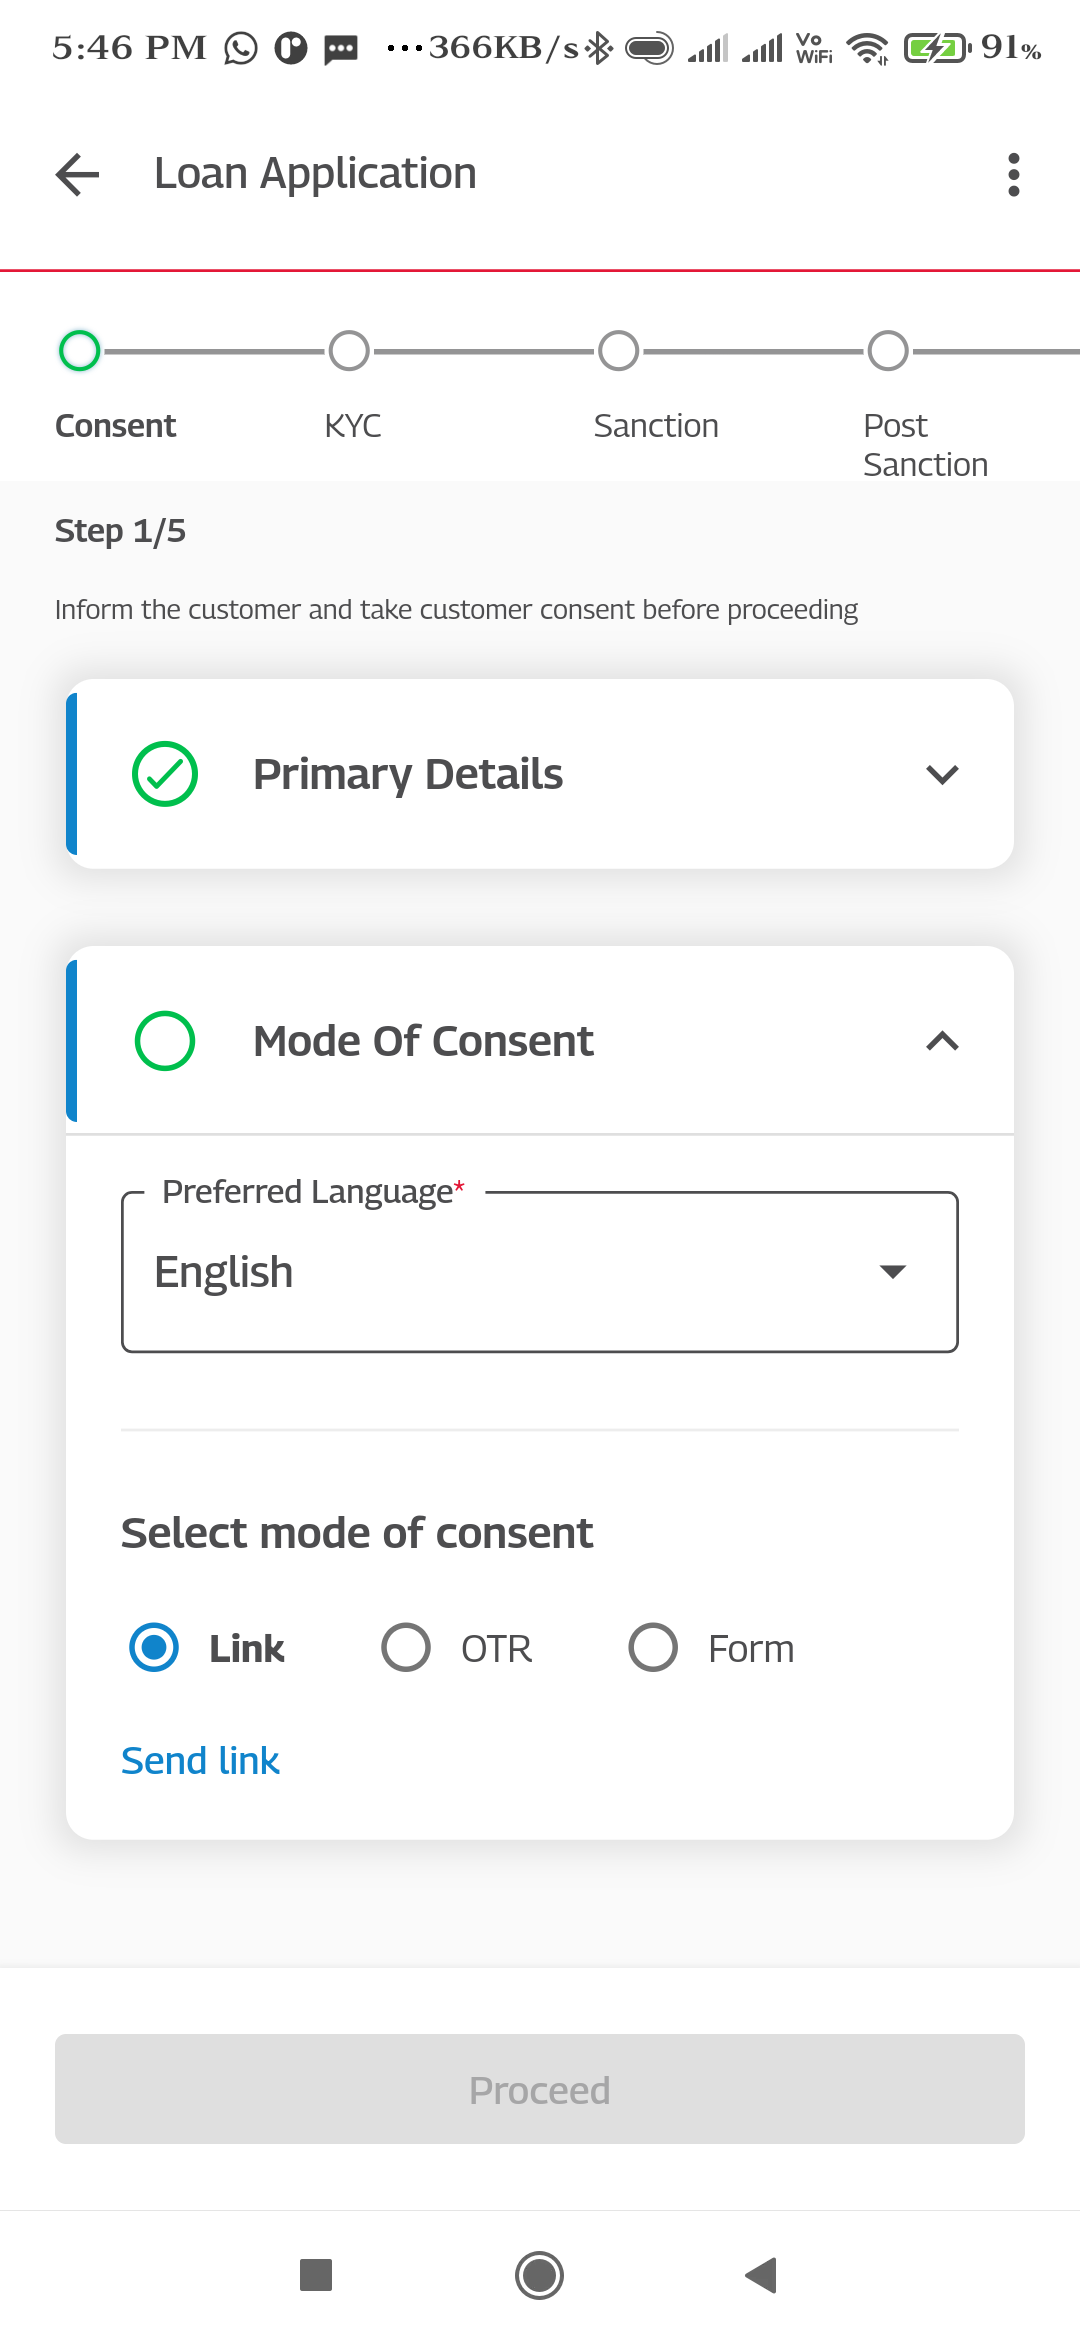 5:46 PM ...366KB/s Vo WiFi 91%
Loan Application
Consent KYC Sanction Post Sanction
Step 1/5
Inform the customer and take customer consent before proceeding
Primary Details
Mode Of Consent
Preferred Language*
English
Select mode of consent
Link OTR Form
Send link
Proceed